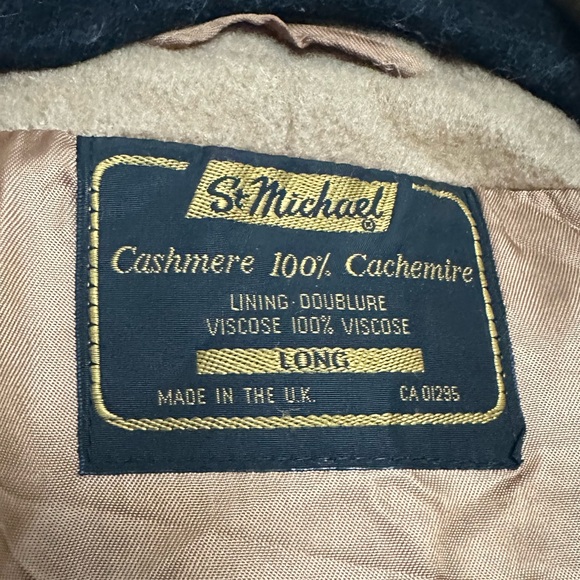 St Michael®
Cashmere 100% Cachemire
LINING · DOUBLURE
VISCOSE 100% VISCOSE
LONG
MADE IN THE U.K. CA 01295